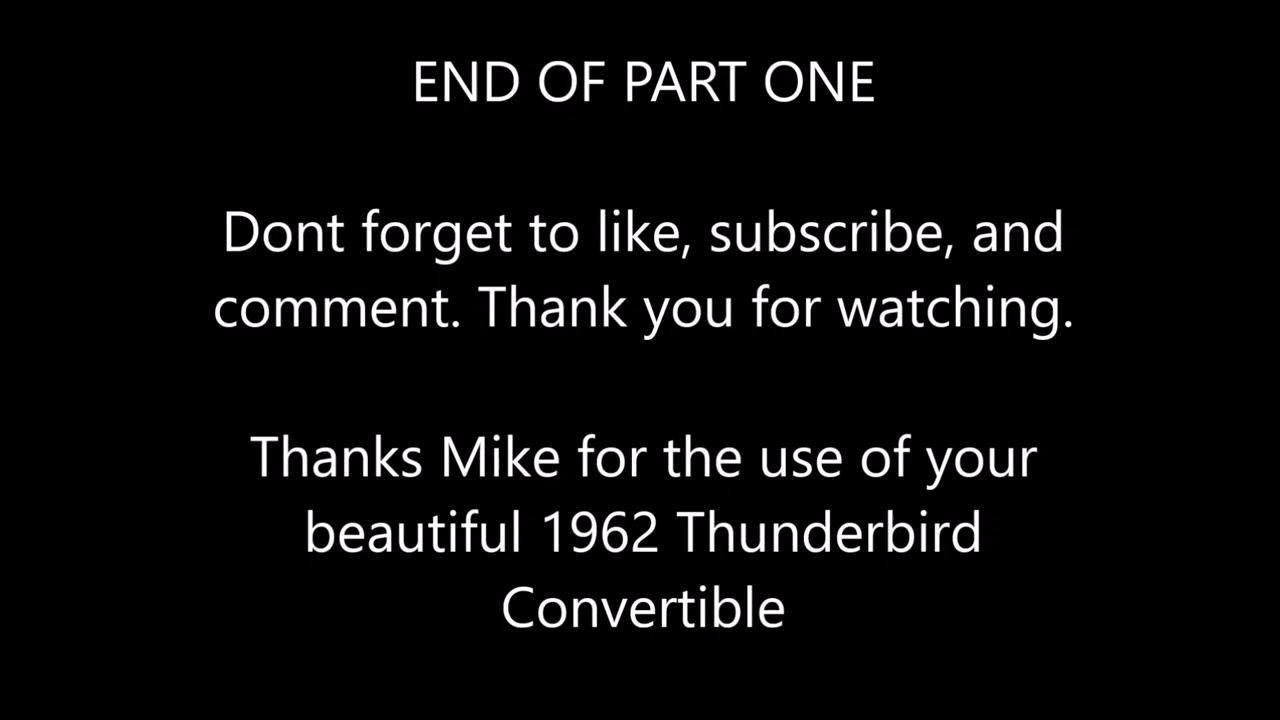 END OF PART ONE
Dont forget to like, subscribe, and
comment. Thank you for watching.
Thanks Mike for the use of your
beautiful 1962 Thunderbird
Convertible